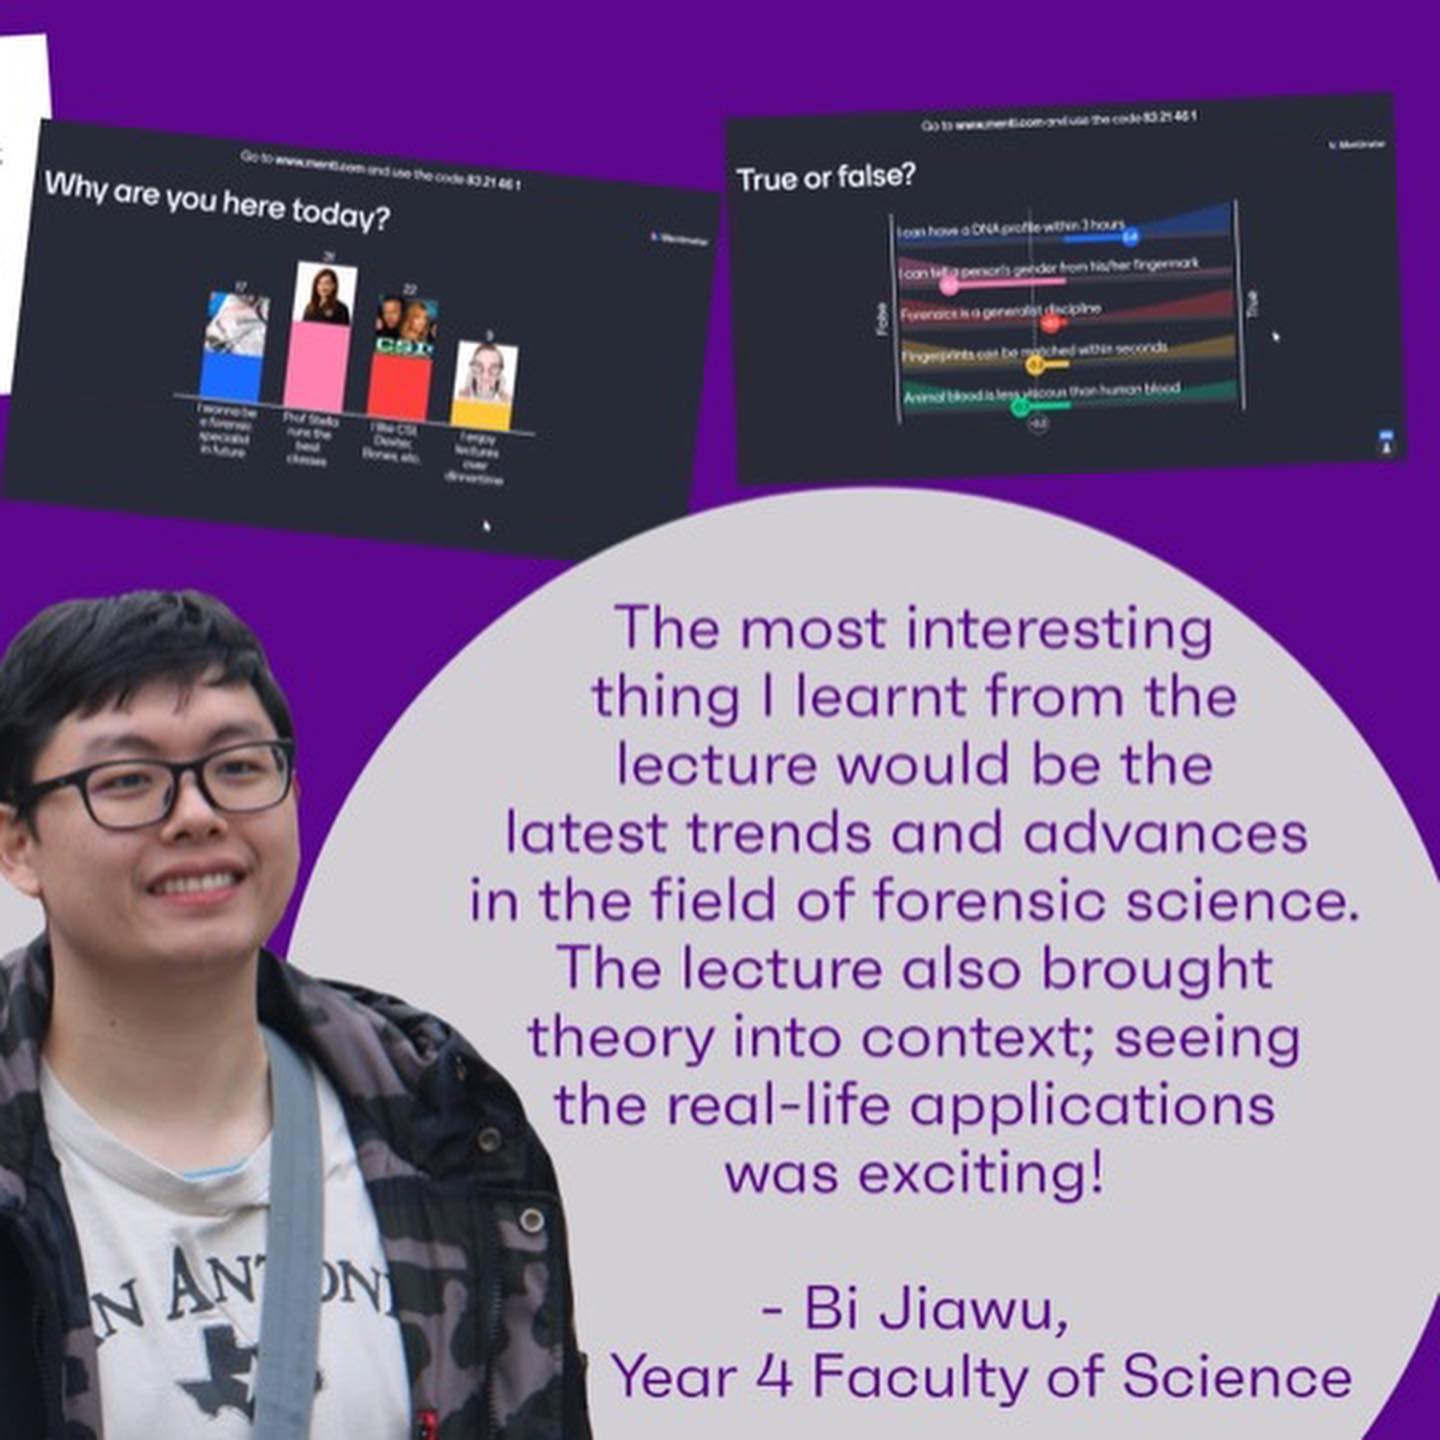 Go to www.menti.com and use the code 83 21 46 1
Why are you here today?
Mentimeter
17
22
9
CSI
I wanna be
a forensic
specialist
in future
Prof Stella
runs the
best
classes
I like CSI,
Dexter,
Bones, etc.
I enjoy
lectures
over
dinnertime
Go to www.menti.com and use the code 83 21 46 1
Mentimeter
True or false?
I can have a DNA profile within 3 hours
I can tell a person's gender from his/her fingermark
Forensics is a generalist discipline
Fingerprints can be matched within seconds
Animal blood is less viscous than human blood
False
True
The most interesting
thing I learnt from the
lecture would be the
latest trends and advances
in the field of forensic science.
The lecture also brought
theory into context; seeing
the real-life applications
was exciting!
- Bi Jiawu,
Year 4 Faculty of Science
N ANTONI